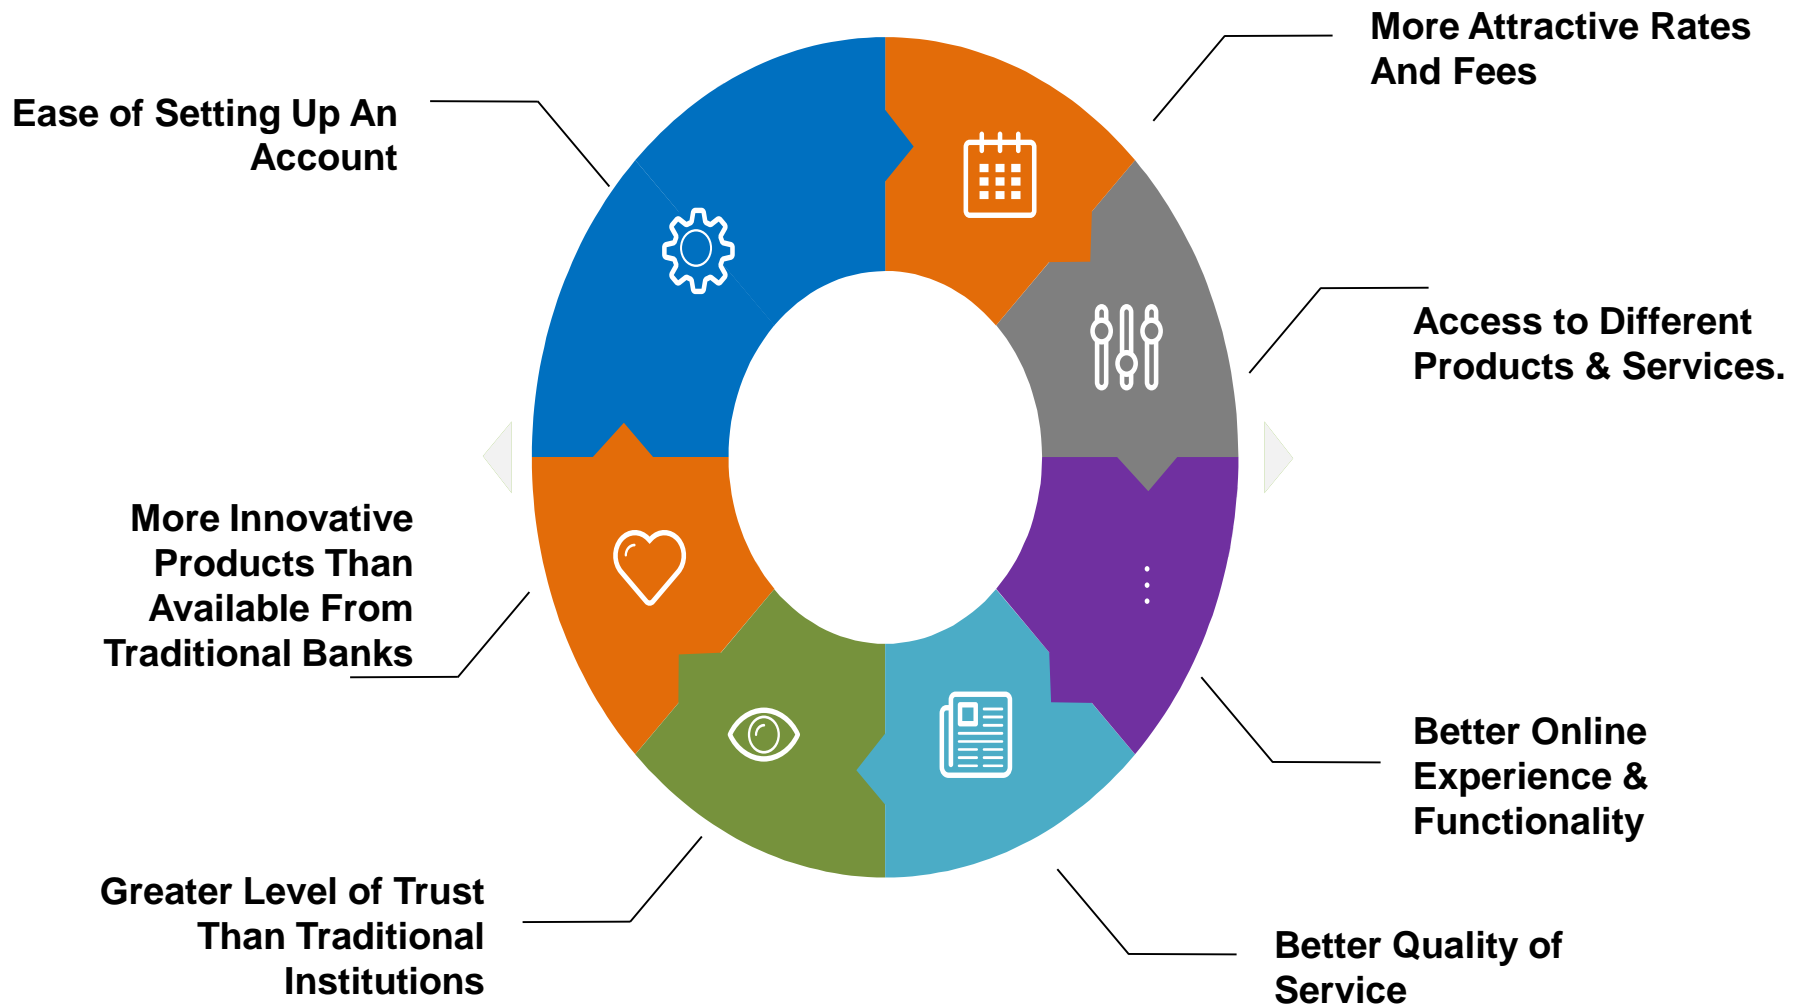 More Attractive Rates
And Fees
Ease of Setting Up An
Account
Access to Different
Products & Services.
More Innovative
Products Than
Available From
Traditional Banks
Better Online
Experience &
Functionality
Greater Level of Trust
Than Traditional
Institutions
Better Quality of
Service